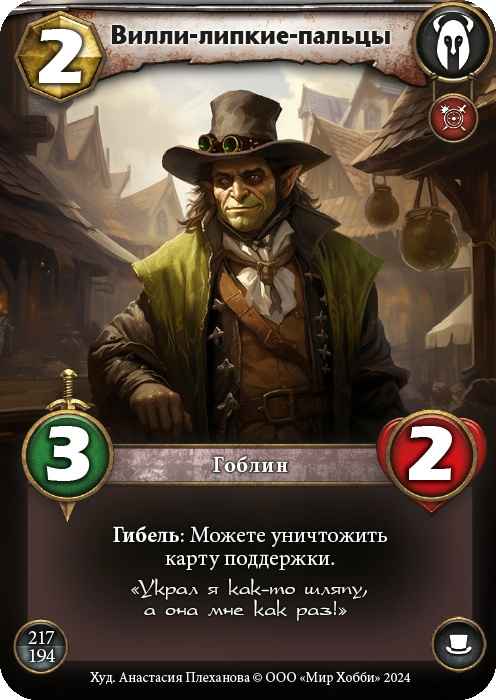 2
Вилли-липкие-пальцы
3
Гоблин
2
Гибель: Можете уничтожить
карту поддержки.
«Украл я как-то шляпу,
а она мне как раз!»
217
194
Худ. Анастасия Плеханова © ООО «Мир Хобби» 2024